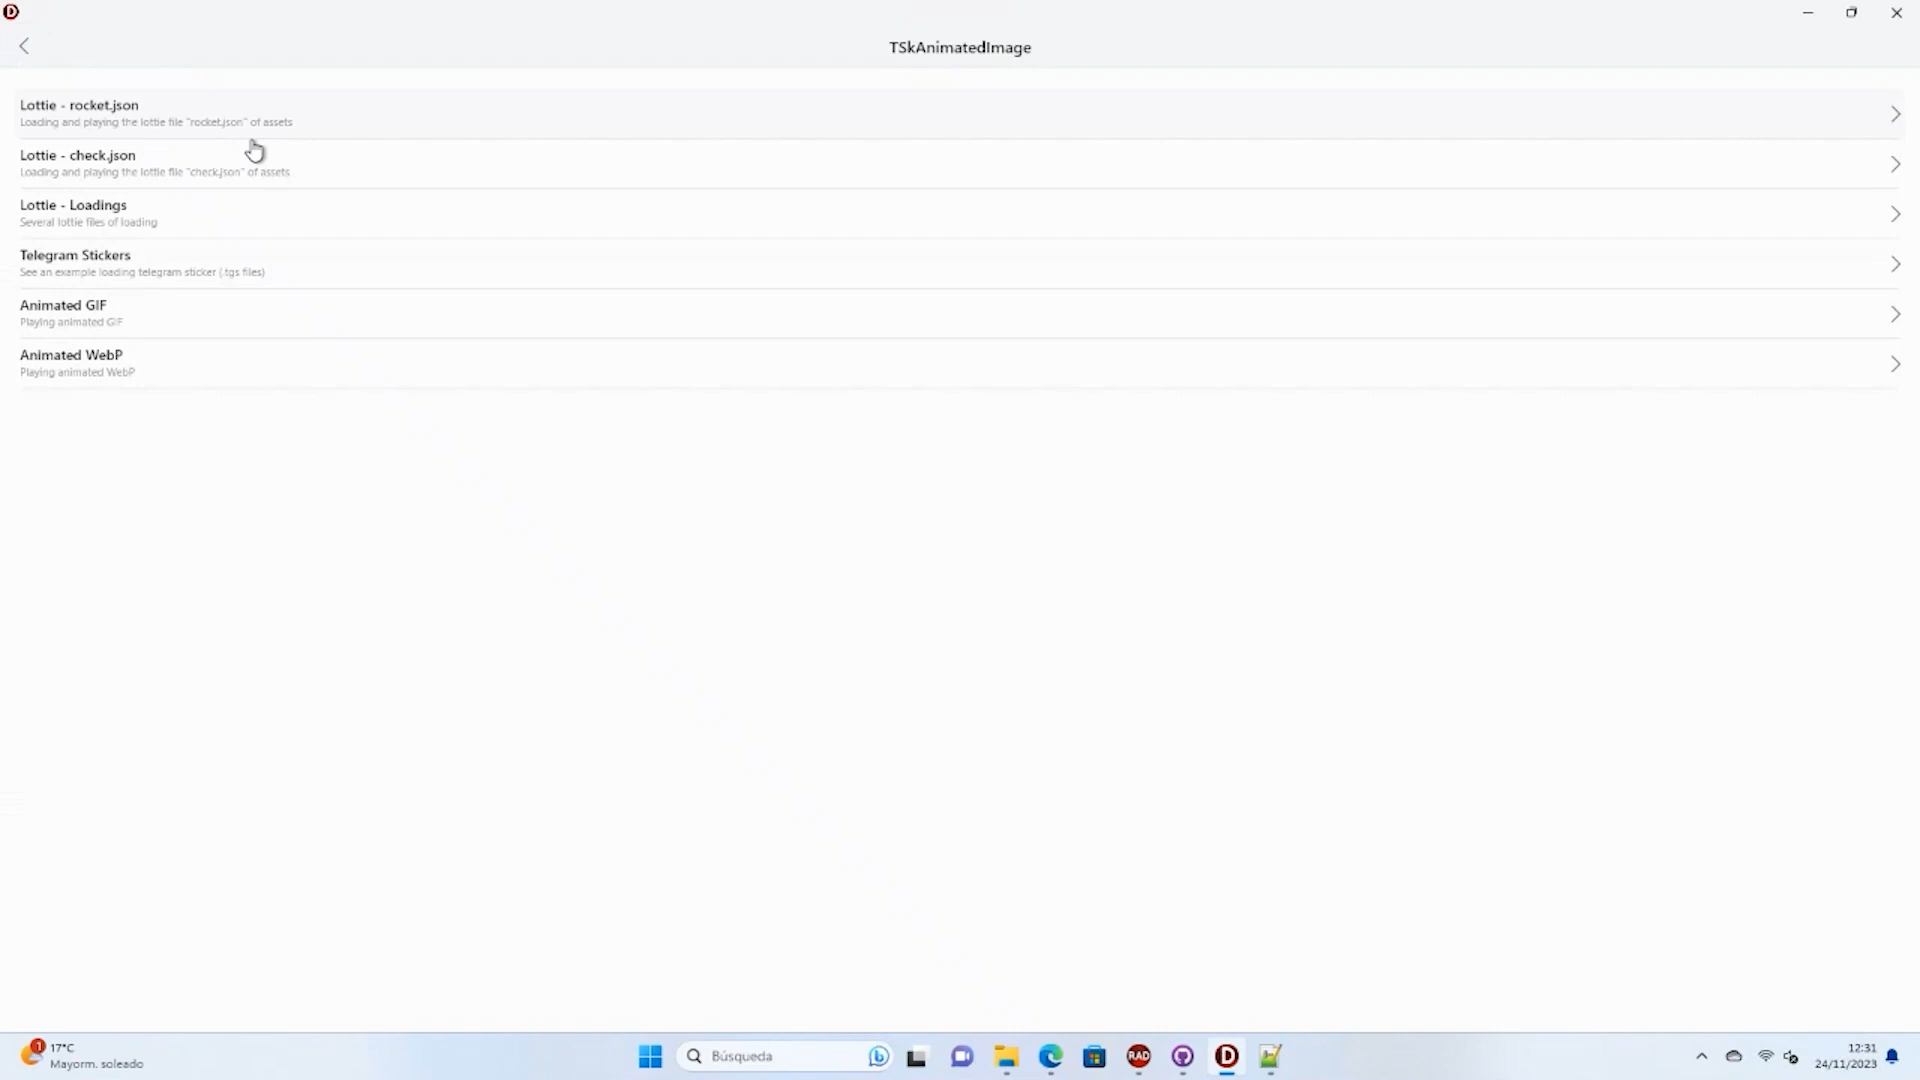 TSkAnimatedImage
Lottie - rocket.json
Loading and playing the lottie file "rocket.json" of assets
Lottie - check.json
Loading and playing the lottie file "check.json" of assets
Lottie - Loadings
Several lottie files of loading
Telegram Stickers
See an example loading telegram sticker (.tgs files)
Animated GIF
Playing animated GIF
Animated WebP
Playing animated WebP
1
17°C
Mayorm. soleado
Búsqueda
RAD
D
12:31
24/11/2023